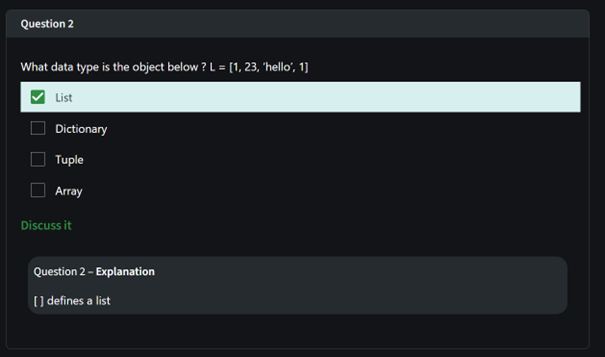 Question 2
What data type is the object below ? L = [1, 23, ‘hello’, 1]
List
Dictionary
Tuple
Array
Discuss it
Question 2 – Explanation
[ ] defines a list